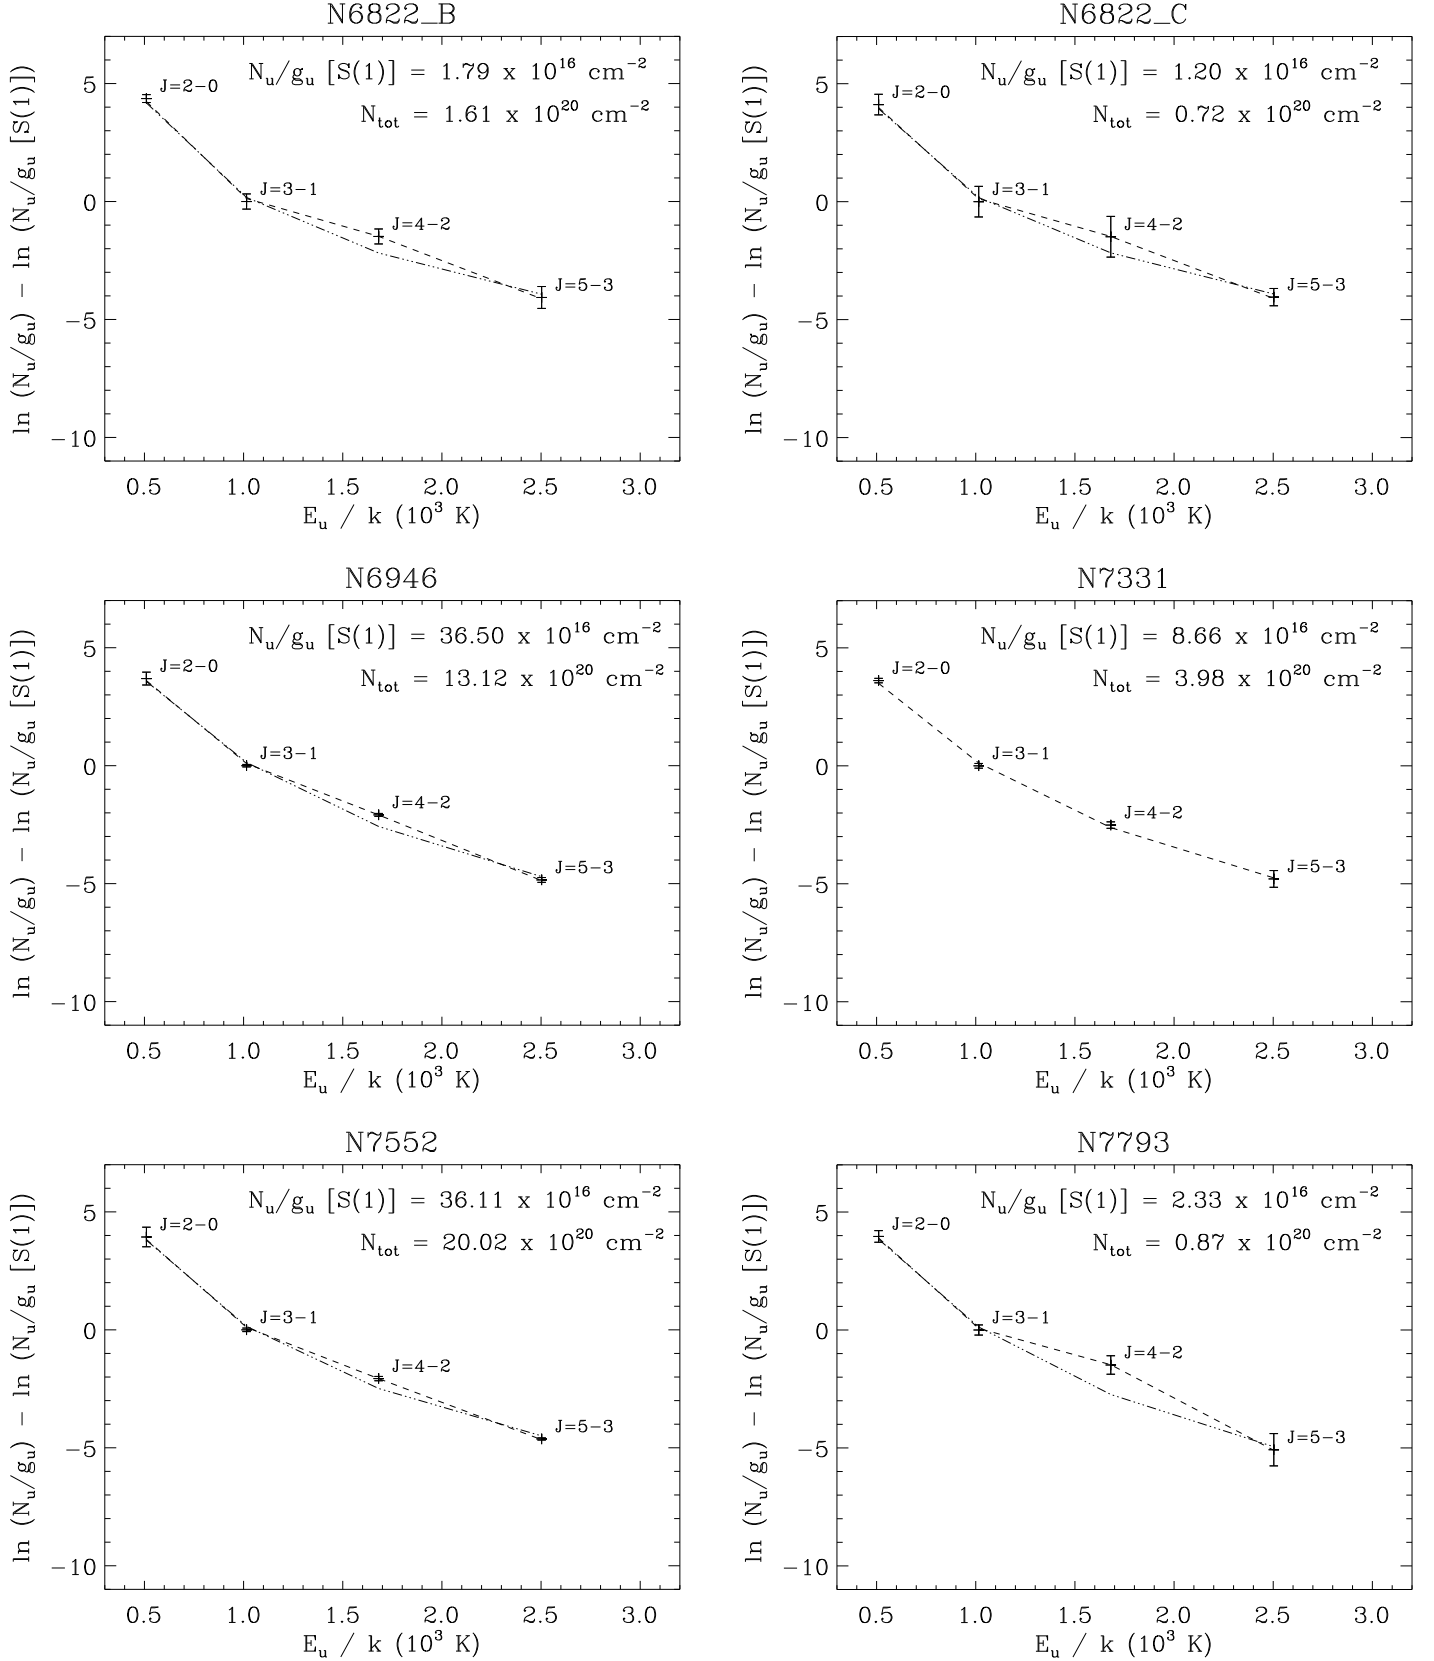 N6822_B
N_u/g_u [S(1)] = 1.79 x 10^16 cm^-2
N_tot = 1.61 x 10^20 cm^-2
J=2-0
J=3-1
J=4-2
J=5-3
5
0
-5
-10
ln (N_u/g_u) - ln (N_u/g_u [S(1)])
0.5 1.0 1.5 2.0 2.5 3.0
E_u / k (10^3 K)
N6822_C
N_u/g_u [S(1)] = 1.20 x 10^16 cm^-2
N_tot = 0.72 x 10^20 cm^-2
J=2-0
J=3-1
J=4-2
J=5-3
5
0
-5
-10
ln (N_u/g_u) - ln (N_u/g_u [S(1)])
0.5 1.0 1.5 2.0 2.5 3.0
E_u / k (10^3 K)
N6946
N_u/g_u [S(1)] = 36.50 x 10^16 cm^-2
N_tot = 13.12 x 10^20 cm^-2
J=2-0
J=3-1
J=4-2
J=5-3
5
0
-5
-10
ln (N_u/g_u) - ln (N_u/g_u [S(1)])
0.5 1.0 1.5 2.0 2.5 3.0
E_u / k (10^3 K)
N7331
N_u/g_u [S(1)] = 8.66 x 10^16 cm^-2
N_tot = 3.98 x 10^20 cm^-2
J=2-0
J=3-1
J=4-2
J=5-3
5
0
-5
-10
ln (N_u/g_u) - ln (N_u/g_u [S(1)])
0.5 1.0 1.5 2.0 2.5 3.0
E_u / k (10^3 K)
N7552
N_u/g_u [S(1)] = 36.11 x 10^16 cm^-2
N_tot = 20.02 x 10^20 cm^-2
J=2-0
J=3-1
J=4-2
J=5-3
5
0
-5
-10
ln (N_u/g_u) - ln (N_u/g_u [S(1)])
0.5 1.0 1.5 2.0 2.5 3.0
E_u / k (10^3 K)
N7793
N_u/g_u [S(1)] = 2.33 x 10^16 cm^-2
N_tot = 0.87 x 10^20 cm^-2
J=2-0
J=3-1
J=4-2
J=5-3
5
0
-5
-10
ln (N_u/g_u) - ln (N_u/g_u [S(1)])
0.5 1.0 1.5 2.0 2.5 3.0
E_u / k (10^3 K)